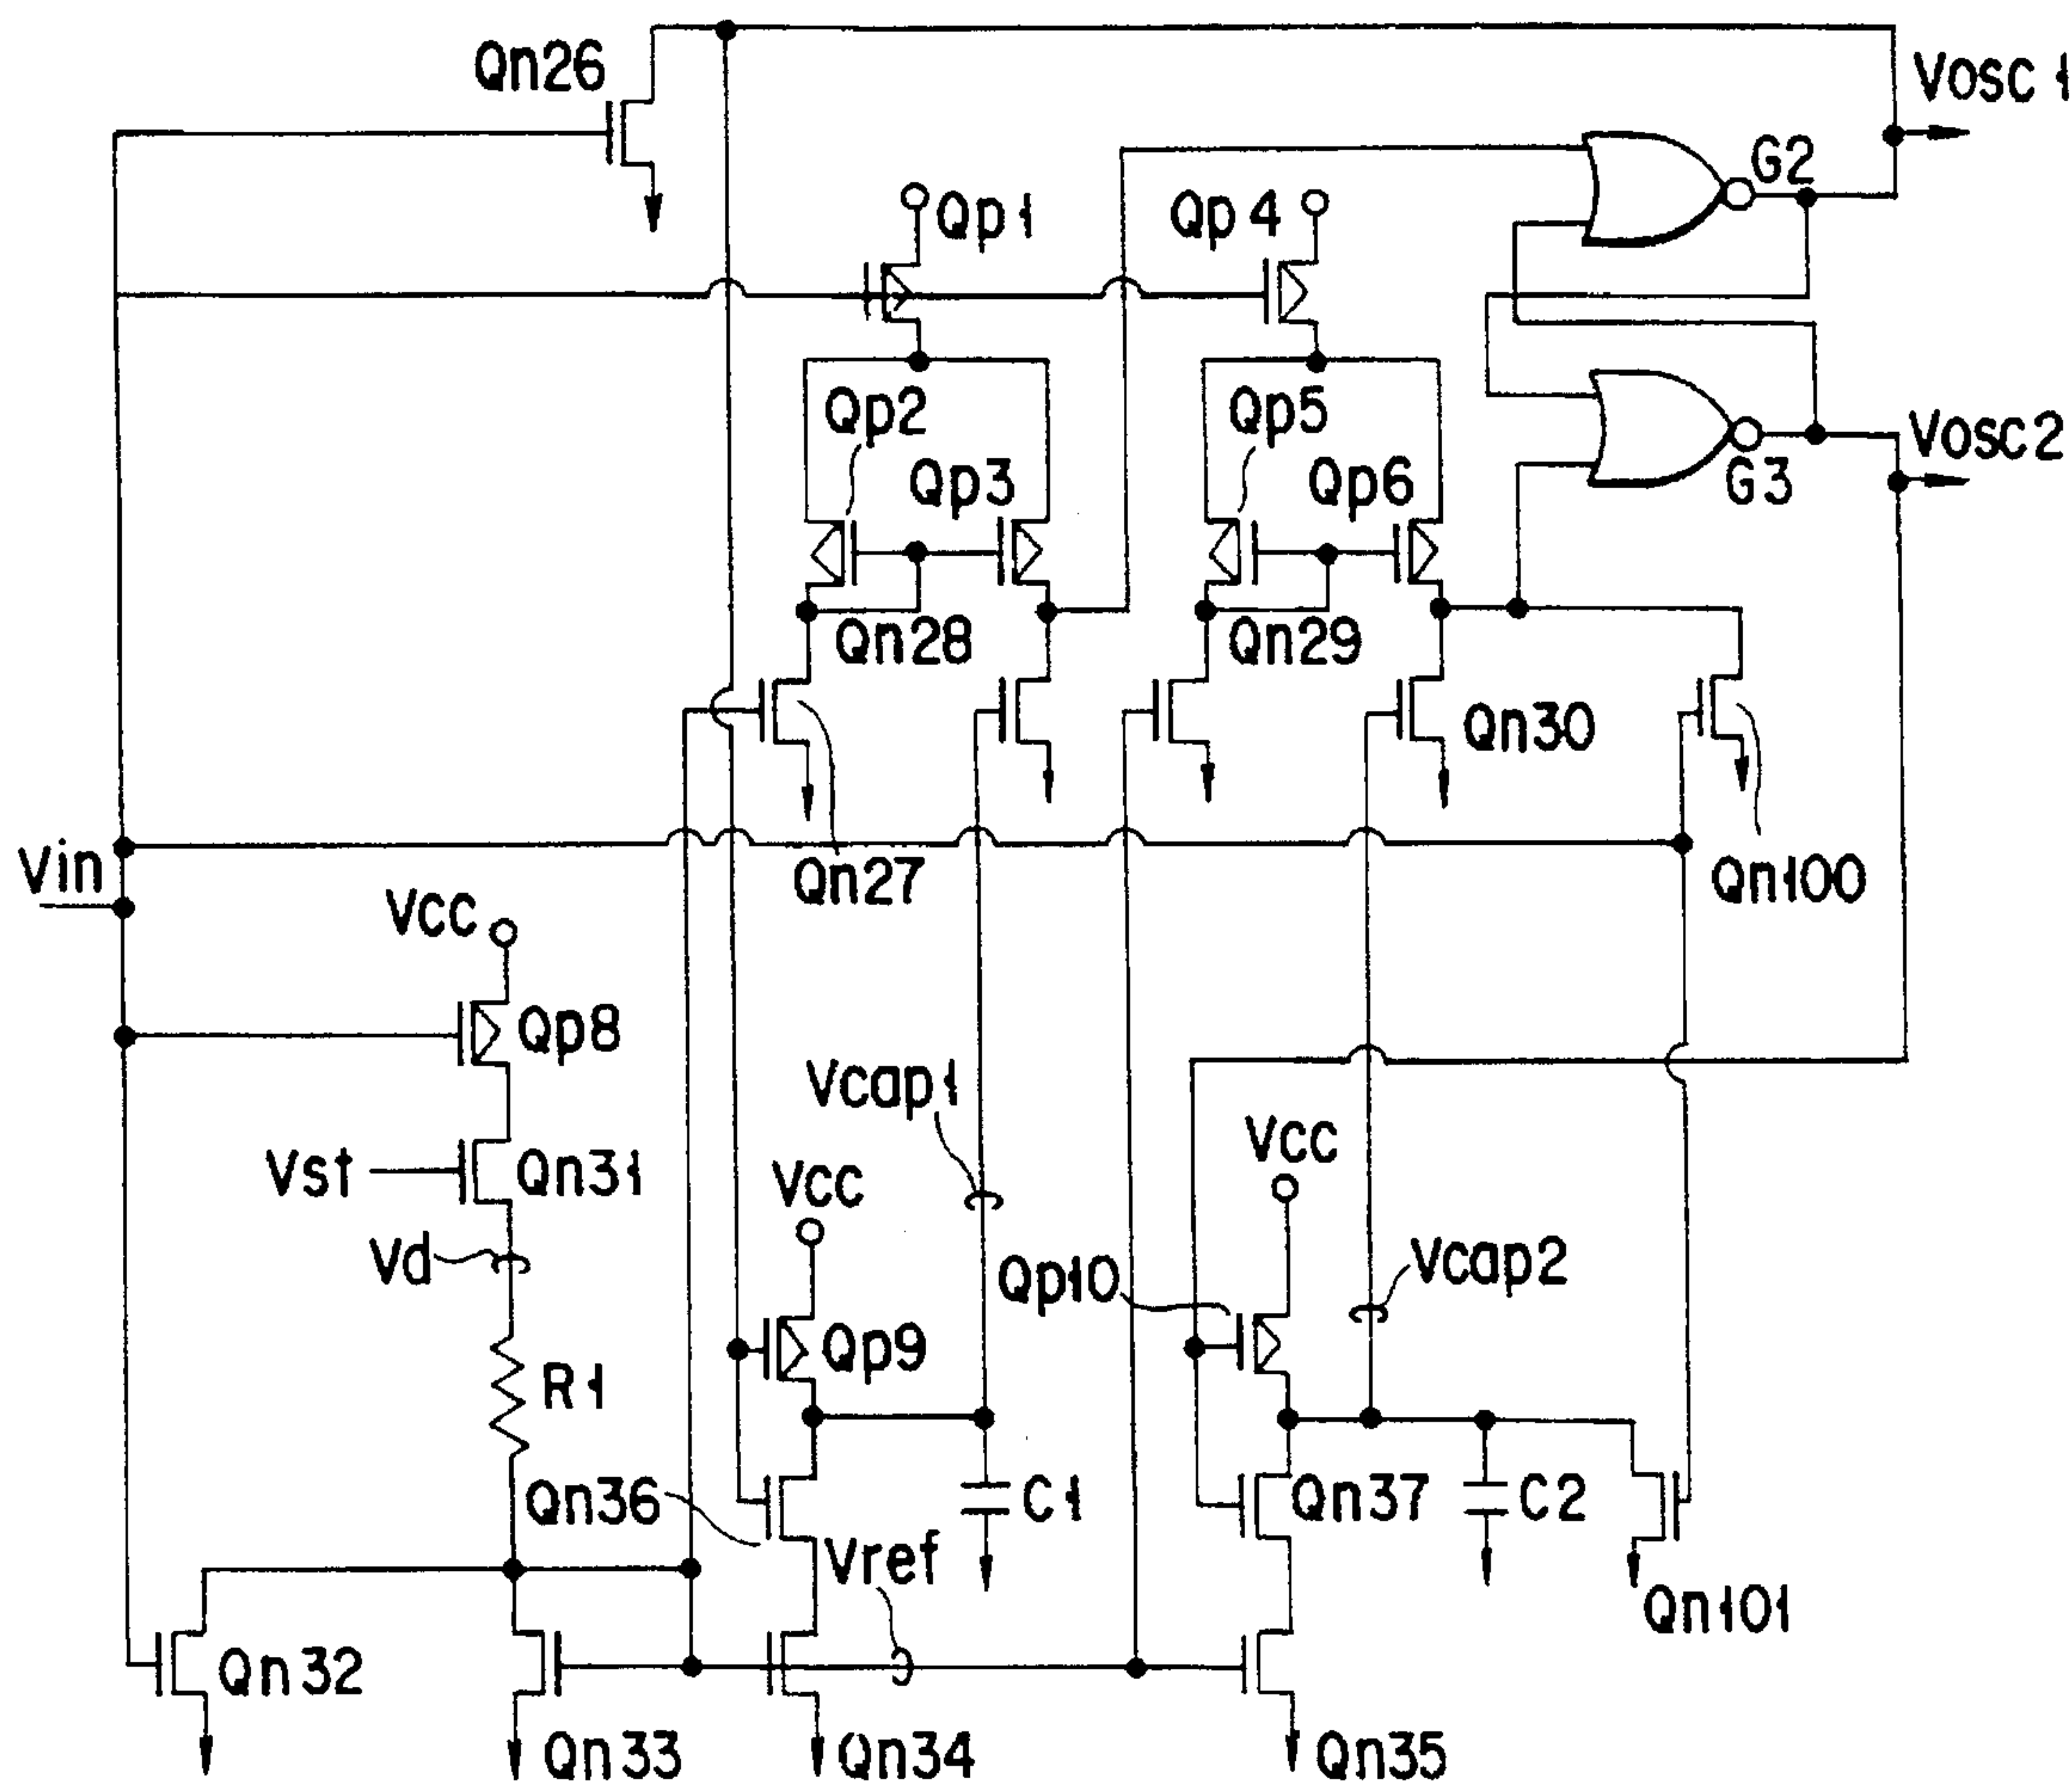 Qn26
Vosc1
G2
Qp1
Qp4
Qp2
Qp5
Vosc2
Qp3
Qp6
G3
Qn28
Qn29
Qn30
Vin
Qn27
Qn100
Vcc
Qp8
Vcap1
Vcc
Vst
Qn31
Vcc
Vd
Qp10
Vcap2
Qp9
R1
Qn36
C1
Qn37
C2
Vref
Qn101
Qn32
Qn33
Qn34
Qn35